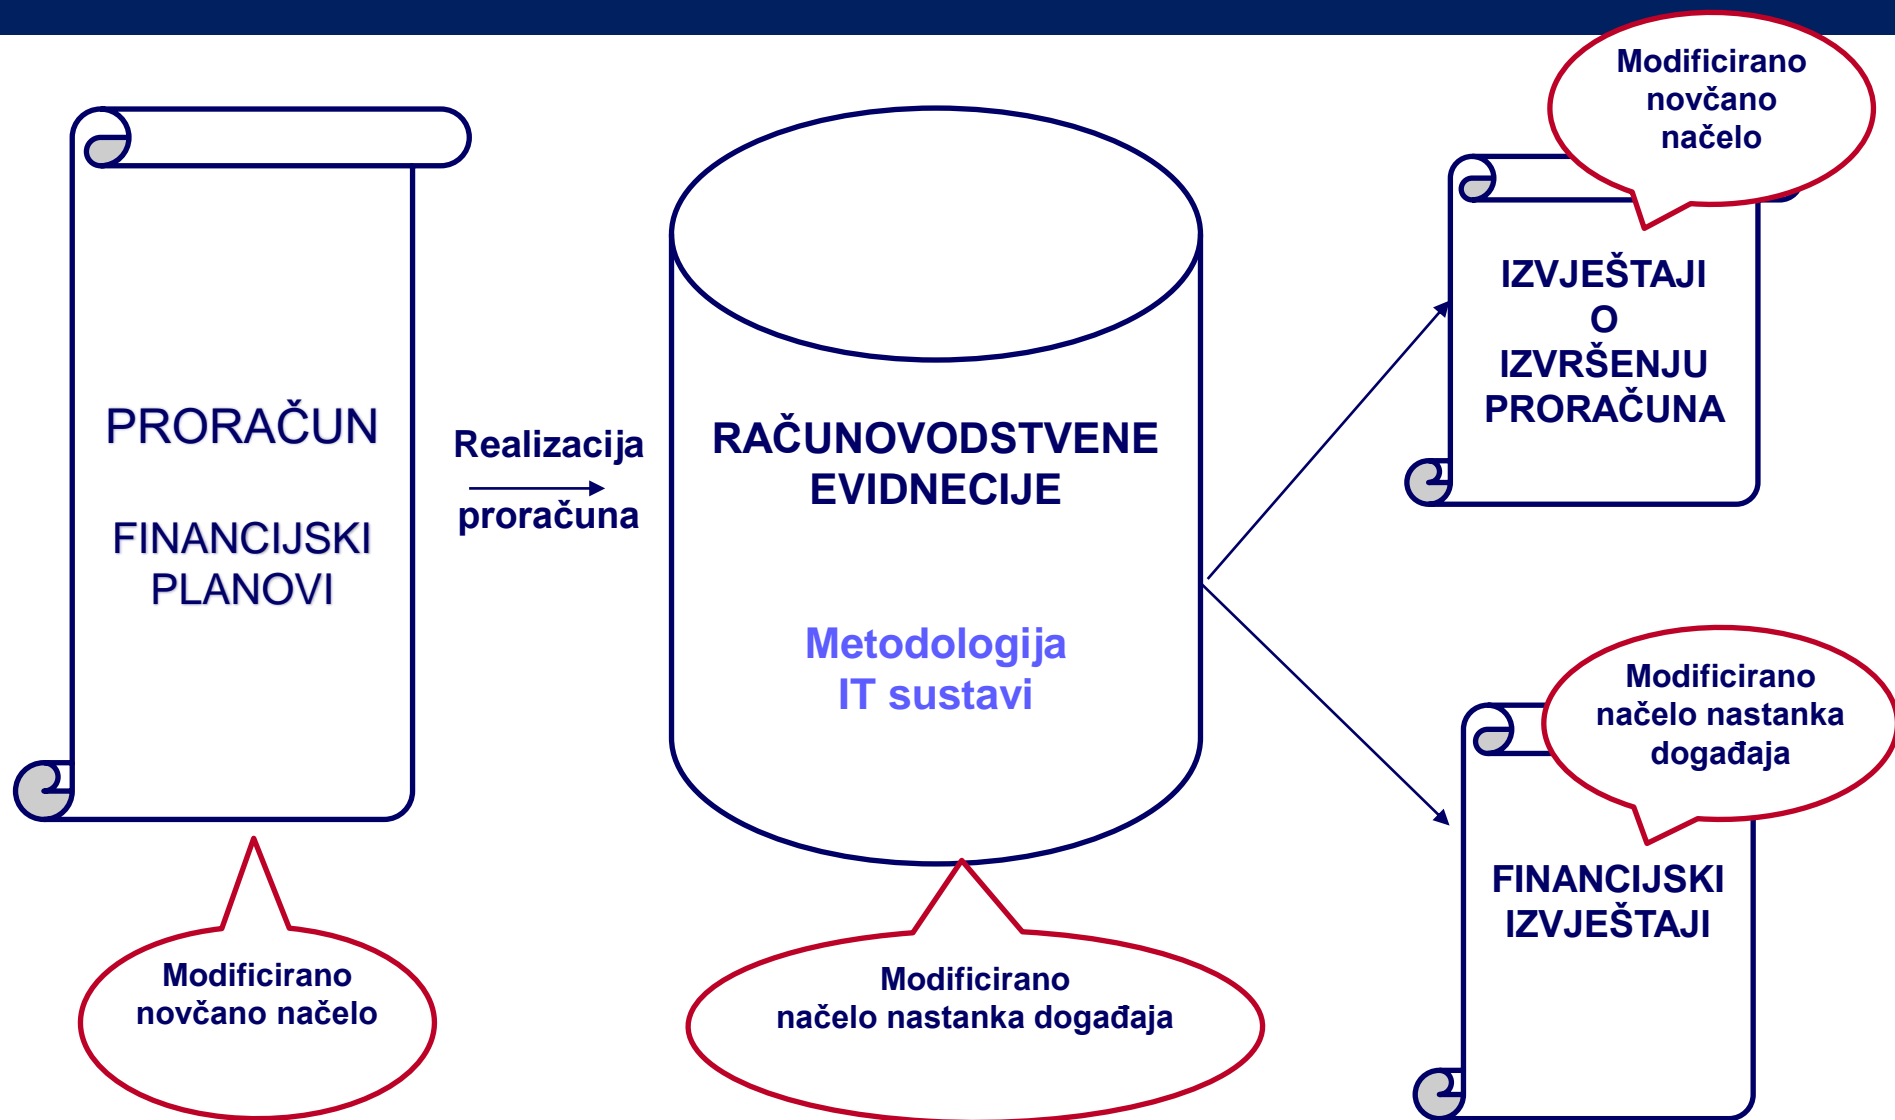 PRORAČUN
FINANCIJSKI
PLANOVI
Modificirano
novčano načelo
Realizacija
proračuna
RAČUNOVODSTVENE
EVIDNECIJE
Metodologija
IT sustavi
Modificirano
načelo nastanka događaja
Modificirano
novčano
načelo
IZVJEŠTAJI
O
IZVRŠENJU
PRORAČUNA
Modificirano
načelo nastanka
događaja
FINANCIJSKI
IZVJEŠTAJI